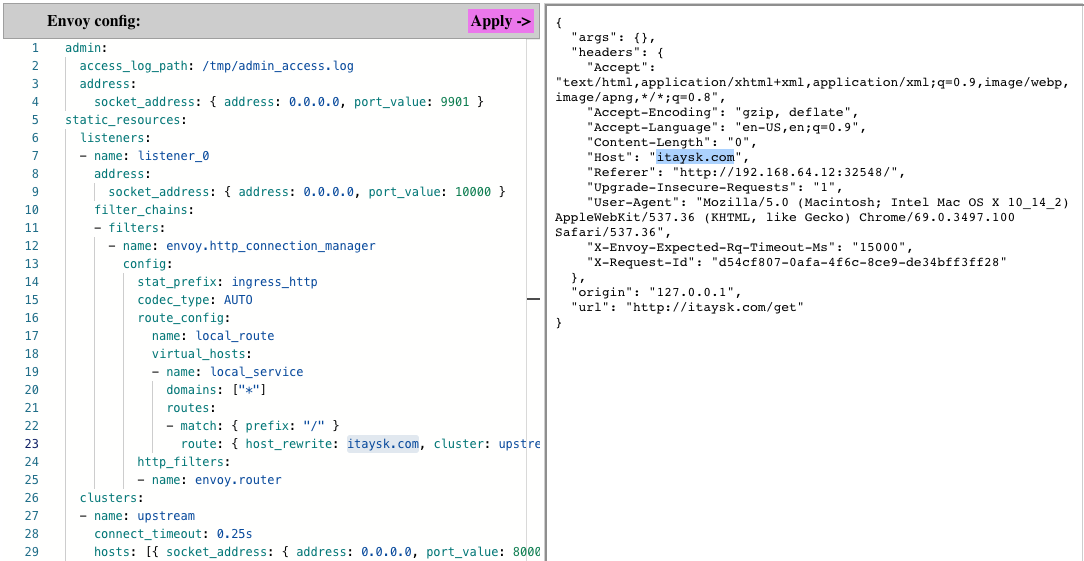 Envoy config:
Apply ->
1 admin:
2 access_log_path: /tmp/admin_access.log
3 address:
4 socket_address: { address: 0.0.0.0, port_value: 9901 }
5 static_resources:
6 listeners:
7 - name: listener_0
8 address:
9 socket_address: { address: 0.0.0.0, port_value: 10000 }
10 filter_chains:
11 - filters:
12 - name: envoy.http_connection_manager
13 config:
14 stat_prefix: ingress_http
15 codec_type: AUTO
16 route_config:
17 name: local_route
18 virtual_hosts:
19 - name: local_service
20 domains: ["*"]
21 routes:
22 - match: { prefix: "/" }
23 route: { host_rewrite: itaysk.com, cluster: upstre
24 http_filters:
25 - name: envoy.router
26 clusters:
27 - name: upstream
28 connect_timeout: 0.25s
29 hosts: [{ socket_address: { address: 0.0.0.0, port_value: 8000
{
"args": {},
"headers": {
"Accept":
"text/html,application/xhtml+xml,application/xml;q=0.9,image/webp,
image/apng,*/*;q=0.8",
"Accept-Encoding": "gzip, deflate",
"Accept-Language": "en-US,en;q=0.9",
"Content-Length": "0",
"Host": "itaysk.com",
"Referer": "http://192.168.64.12:32548/",
"Upgrade-Insecure-Requests": "1",
"User-Agent": "Mozilla/5.0 (Macintosh; Intel Mac OS X 10_14_2)
AppleWebKit/537.36 (KHTML, like Gecko) Chrome/69.0.3497.100
Safari/537.36",
"X-Envoy-Expected-Rq-Timeout-Ms": "15000",
"X-Request-Id": "d54cf807-0afa-4f6c-8ce9-de34bff3ff28"
},
"origin": "127.0.0.1",
"url": "http://itaysk.com/get"
}